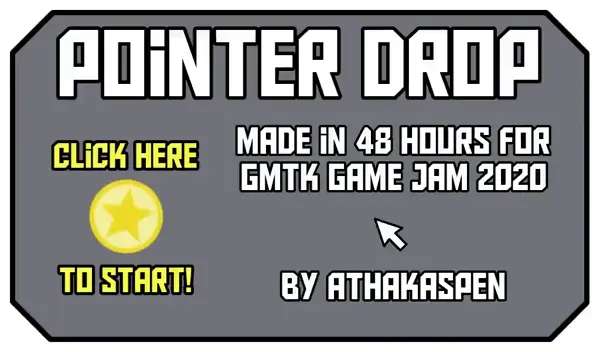 POINTER DROP
CLICK HERE
TO START!
MADE IN 48 HOURS FOR
GMTK GAME JAM 2020
BY ATHAKASPEN